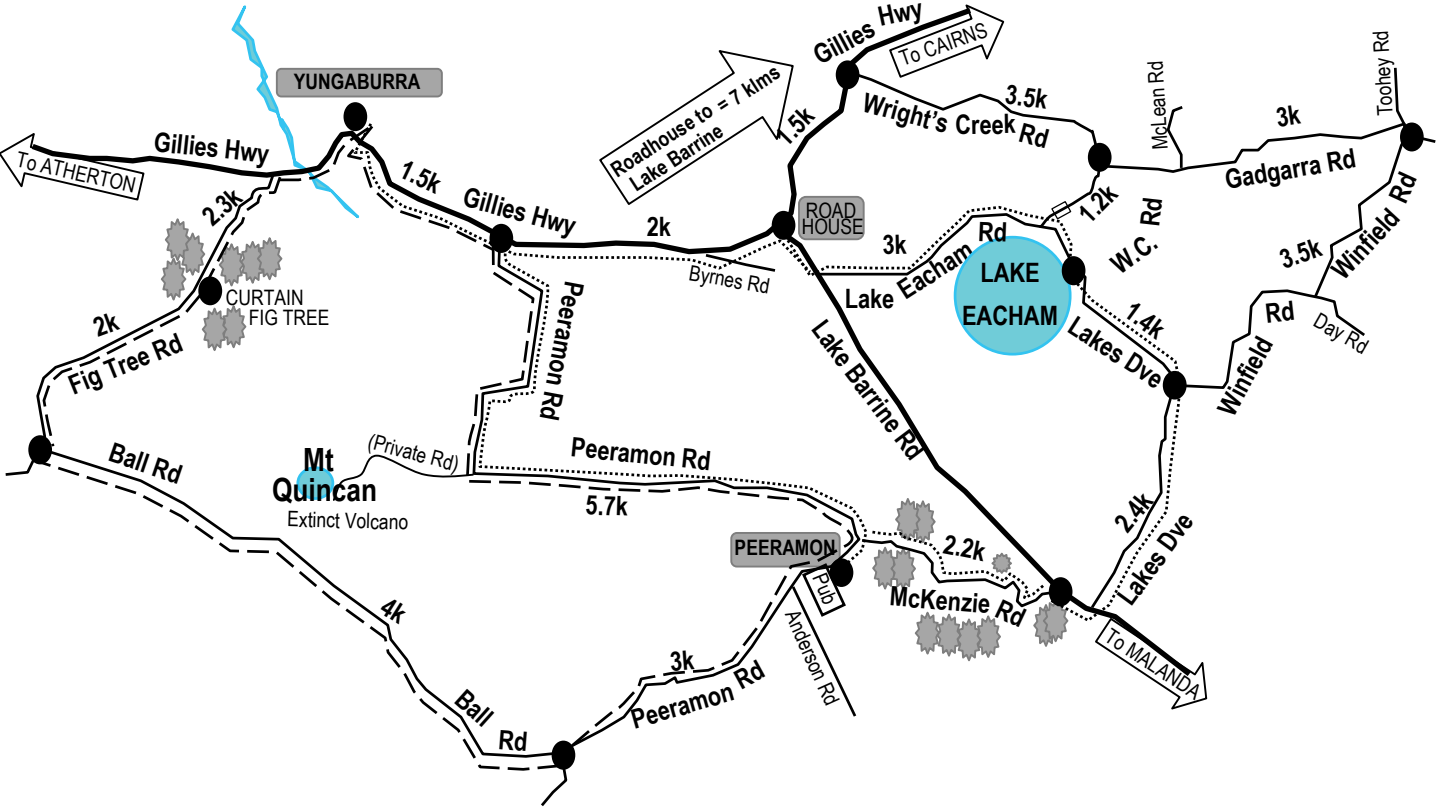 Gillies Hwy
To CAIRNS
YUNGABURRA
Roadhouse to = 7 klms
Lake Barrine
1.5k
Wright's Creek Rd
3.5k
McLean Rd
3k
Gadgarra Rd
Toohey Rd
Gillies Hwy
To ATHERTON
2.3k
1.5k
Gillies Hwy
2k
Byrnes Rd
ROAD
HOUSE
3k
Lake Eacham Rd
1.2k
W.C. Rd
Winfield Rd
3.5k
LAKE
EACHAM
CURTAIN
FIG TREE
2k
Fig Tree Rd
Peeramon Rd
Lake Barrine Rd
1.4k
Lakes Dve
Winfield Rd
Day Rd
Ball Rd
Mt
Quincan
Extinct Volcano
(Private Rd)
Peeramon Rd
5.7k
PEERAMON
Pub
2.2k
McKenzie Rd
2.4k
Lakes Dve
To MALANDA
Anderson Rd
4k
3k
Peeramon Rd
Ball Rd